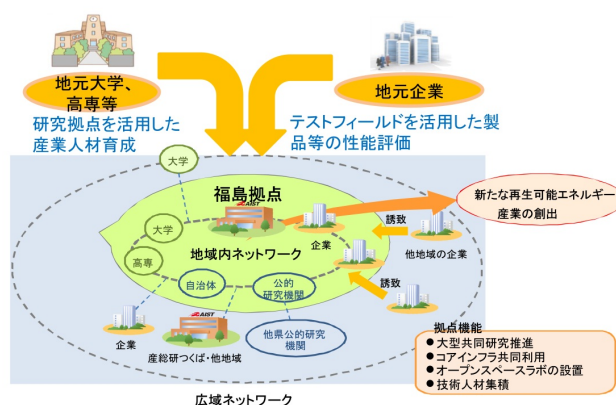 地元大学、
高専等
地元企業
研究拠点を活用した
産業人材育成
テストフィールドを活用した製
品等の性能評価
大学
福島拠点
AIST
新たな再生可能エネルギー
産業の創出
大学
企業
誘致
他地域の企業
地域内ネットワーク
高専
自治体
公的
研究機関
誘致
企業
AIST
産総研つくば・他地域
他県公的研究
機関
企業
拠点機能
●大型共同研究推進
●コアインフラ共同利用
●オープンスペースラボの設置
●技術人材集積
広域ネットワーク